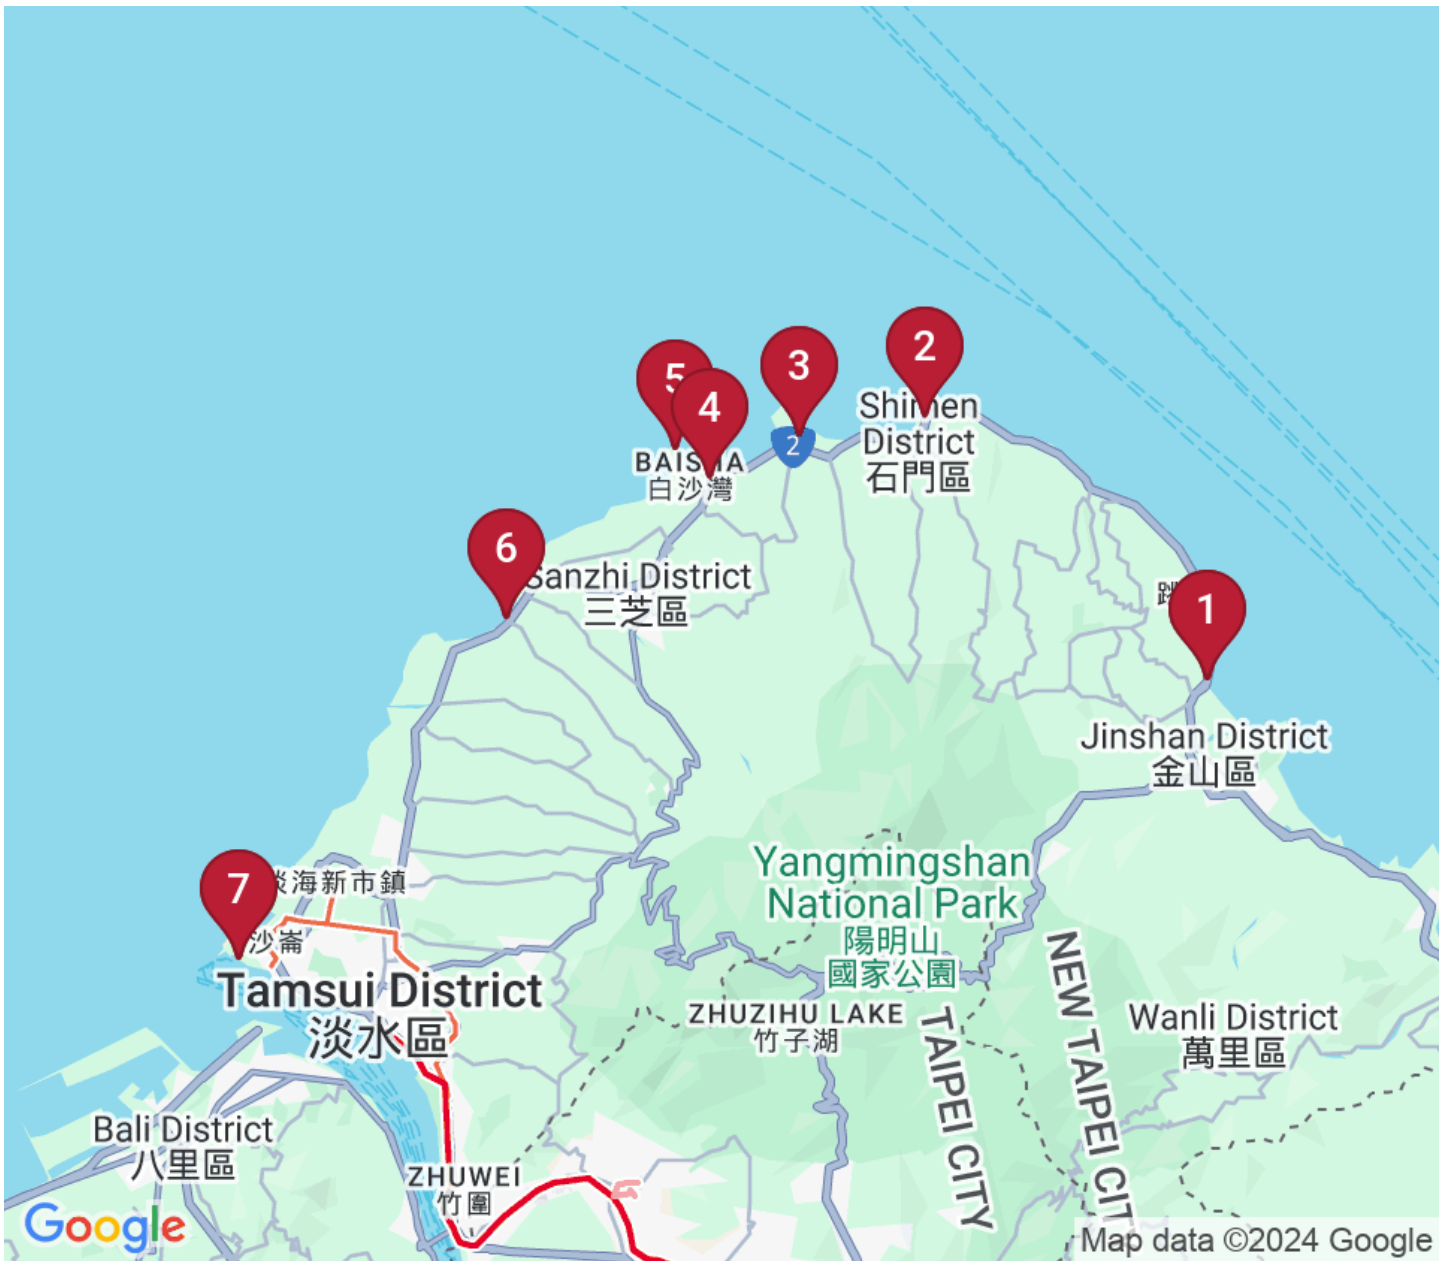 2
3
5
4
Shimen
District
石門區
2
BAISHA
白沙灣
6
Sanzhi District
三芝區
1
Jinshan District
金山區
7
淡海新市鎮
沙崙
Yangmingshan
National Park
陽明山
國家公園
Tamsui District
淡水區
ZHUZIHU LAKE
竹子湖
TAIPEI CITY
NEW TAIPEI CITY
Wanli District
萬里區
Bali District
八里區
ZHUWEI
竹圍
Google
Map data ©2024 Google